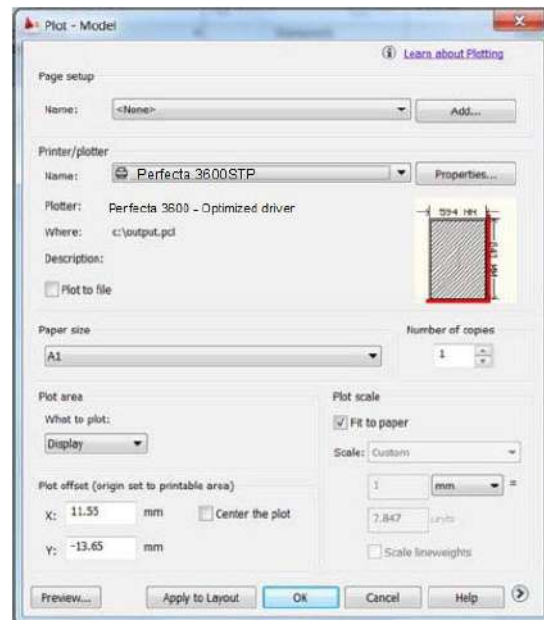 Plot - Model
Learn about Plotting
Page setup
Name: <None> Add...
Printer/plotter
Name: Perfecta 3600STP Properties...
Plotter: Perfecta 3600 - Optimized driver
Where: c:\output.pcl
Description:
Plot to file
594 MM
841 MM
Paper size
Number of copies
A1
1
Plot area
What to plot:
Display
Plot scale
Fit to paper
Scale: Custom
1 mm =
7.847 units
Scale lineweights
Plot offset (origin set to printable area)
X: 11.55 mm Center the plot
Y: -13.65 mm
Preview... Apply to Layout OK Cancel Help